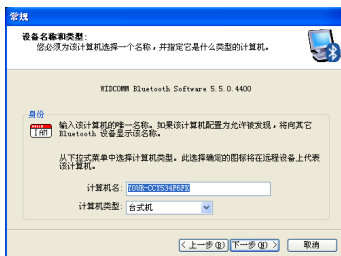 常规
设备名称和类型:
您必须为该计算机选择一个名称，并指定它是什么类型的计算机。
WIDCOMM Bluetooth Software 5.5.0.4400
身份
HELLO
I AM
输入该计算机的唯一名称。如果该计算机配置为允许被发现，将向其它
Bluetooth 设备显示该名称。
从下拉式菜单中选择计算机类型。此选择确定的图标将在远程设备上代表
该计算机。
计算机名: YOUR-CCY534F6FK
计算机类型: 台式机
< 上一步(B) 下一步(N) > 取消